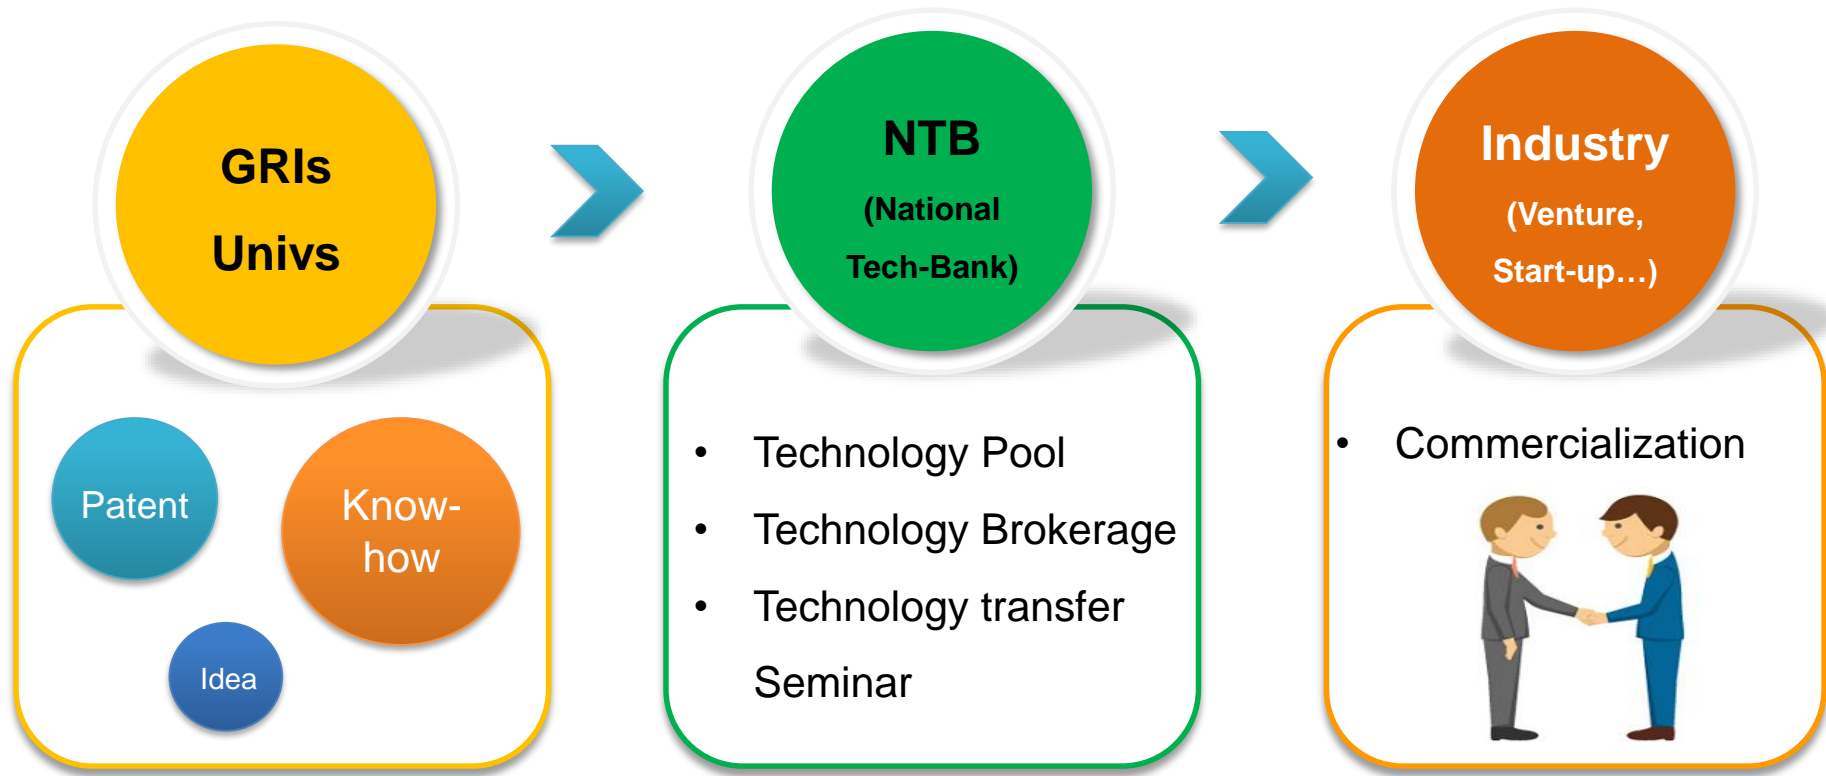 GRIs
Univs
Patent
Know-
how
Idea
NTB
(National
Tech-Bank)
• Technology Pool
• Technology Brokerage
• Technology transfer
Seminar
Industry
(Venture,
Start-up…)
• Commercialization